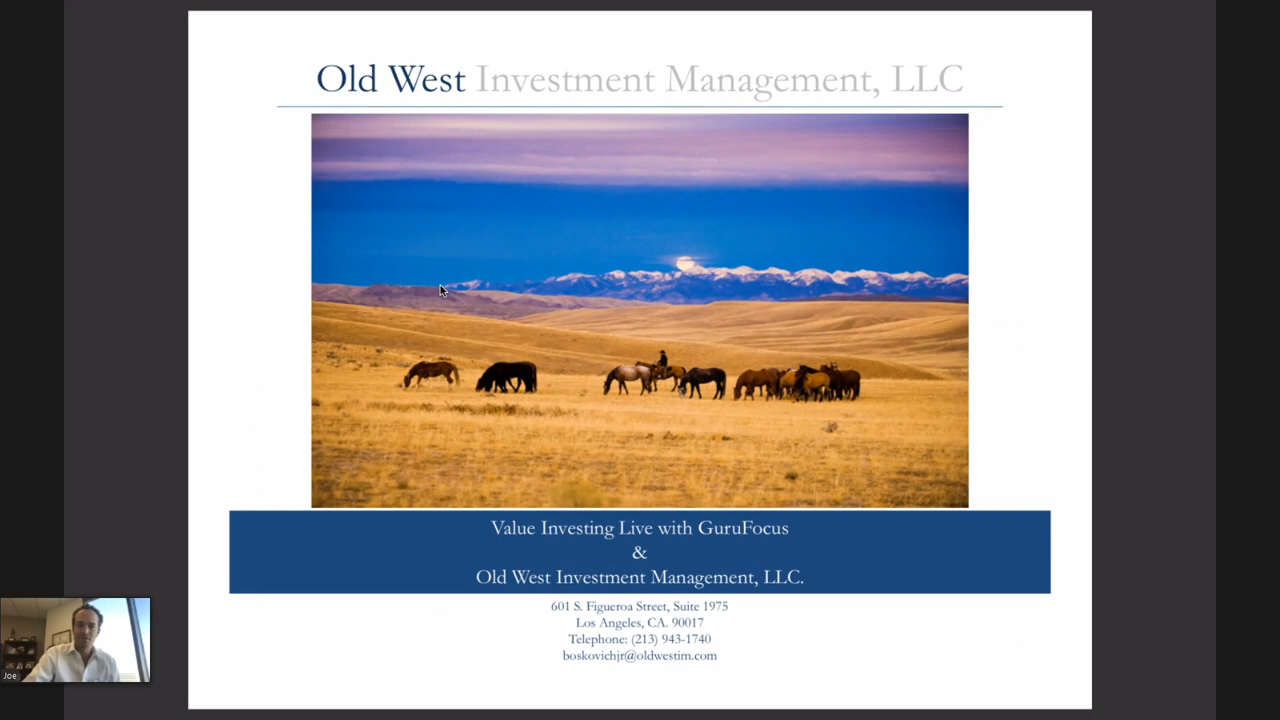 Old West Investment Management, LLC
Value Investing Live with GuruFocus
&
Old West Investment Management, LLC.
601 S. Figueroa Street, Suite 1975
Los Angeles, CA. 90017
Telephone: (213) 943-1740
boskovichjr@oldwestim.com
Joe